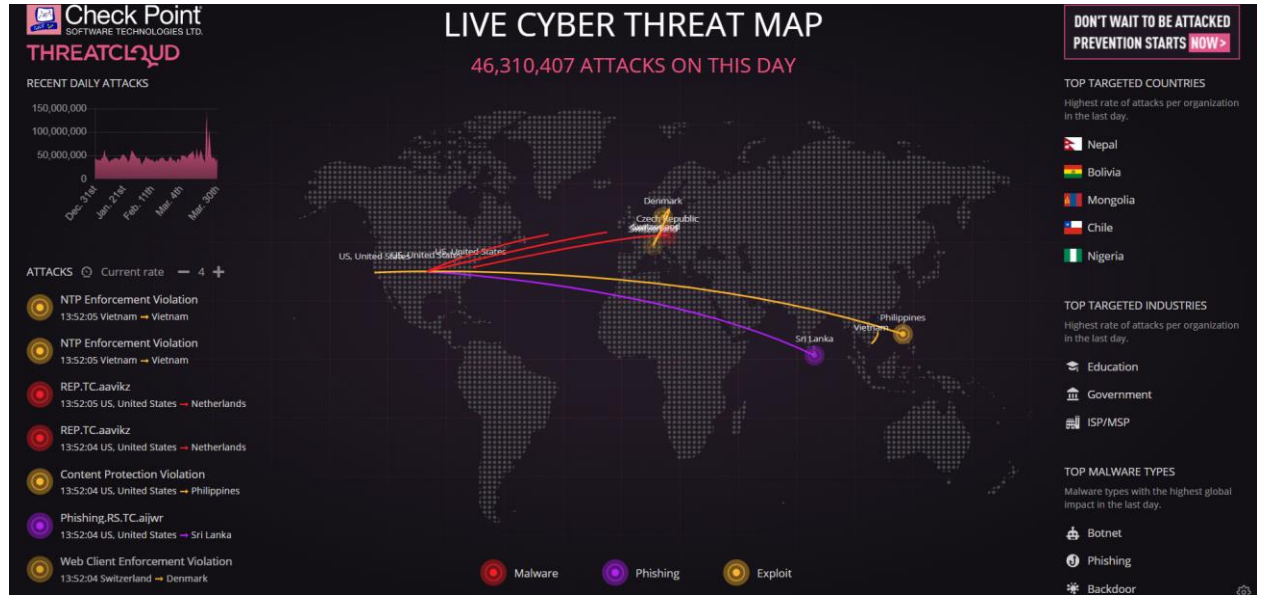 Check Point
SOFTWARE TECHNOLOGIES LTD.
THREATCLOUD
LIVE CYBER THREAT MAP
46,310,407 ATTACKS ON THIS DAY
DON'T WAIT TO BE ATTACKED
PREVENTION STARTS NOW >
RECENT DAILY ATTACKS
150,000,000
100,000,000
50,000,000
0
Dec. 31st
Jan. 21st
Feb. 11th
Mar. 4th
Mar. 30th
ATTACKS Current rate — 4 +
NTP Enforcement Violation
13:52:05 Vietnam → Vietnam
NTP Enforcement Violation
13:52:05 Vietnam → Vietnam
REP.TC.aavikz
13:52:05 US, United States → Netherlands
REP.TC.aavikz
13:52:04 US, United States → Netherlands
Content Protection Violation
13:52:04 US, United States → Philippines
Phishing.RS.TC.aijwr
13:52:04 US, United States → Sri Lanka
Web Client Enforcement Violation
13:52:04 Switzerland → Denmark
Denmark
Czech Republic
Switzerland
US, United States
US, United States
US, United States
Philippines
Vietnam
Sri Lanka
Malware
Phishing
Exploit
TOP TARGETED COUNTRIES
Highest rate of attacks per organization
in the last day.
Nepal
Bolivia
Mongolia
Chile
Nigeria
TOP TARGETED INDUSTRIES
Highest rate of attacks per organization
in the last day.
Education
Government
ISP/MSP
TOP MALWARE TYPES
Malware types with the highest global
impact in the last day.
Botnet
Phishing
Backdoor